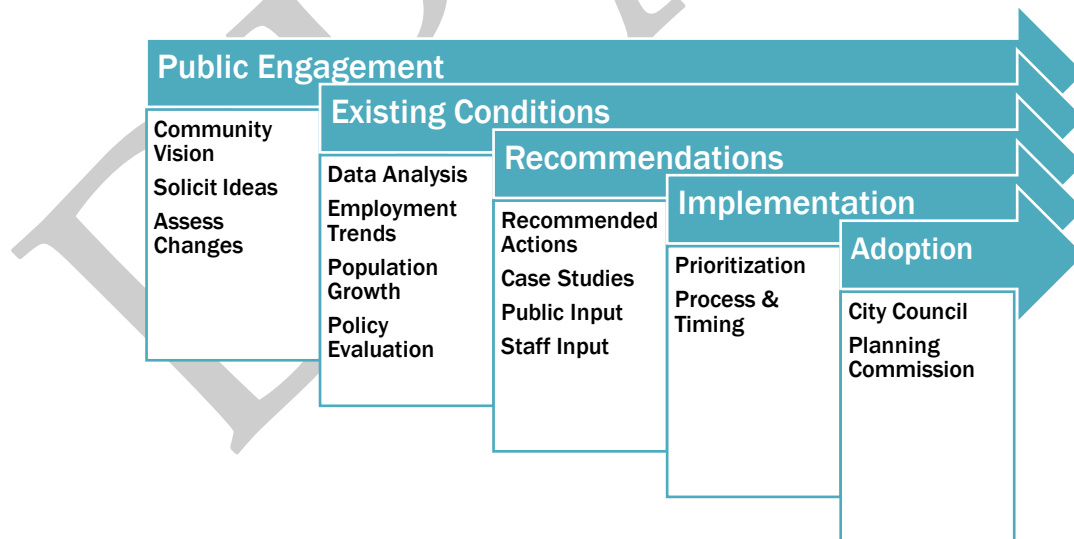 Public Engagement
Community
Vision
Solicit Ideas
Assess
Changes
Existing Conditions
Data Analysis
Employment
Trends
Population
Growth
Policy
Evaluation
Recommendations
Recommended
Actions
Case Studies
Public Input
Staff Input
Implementation
Prioritization
Process &
Timing
Adoption
City Council
Planning
Commission